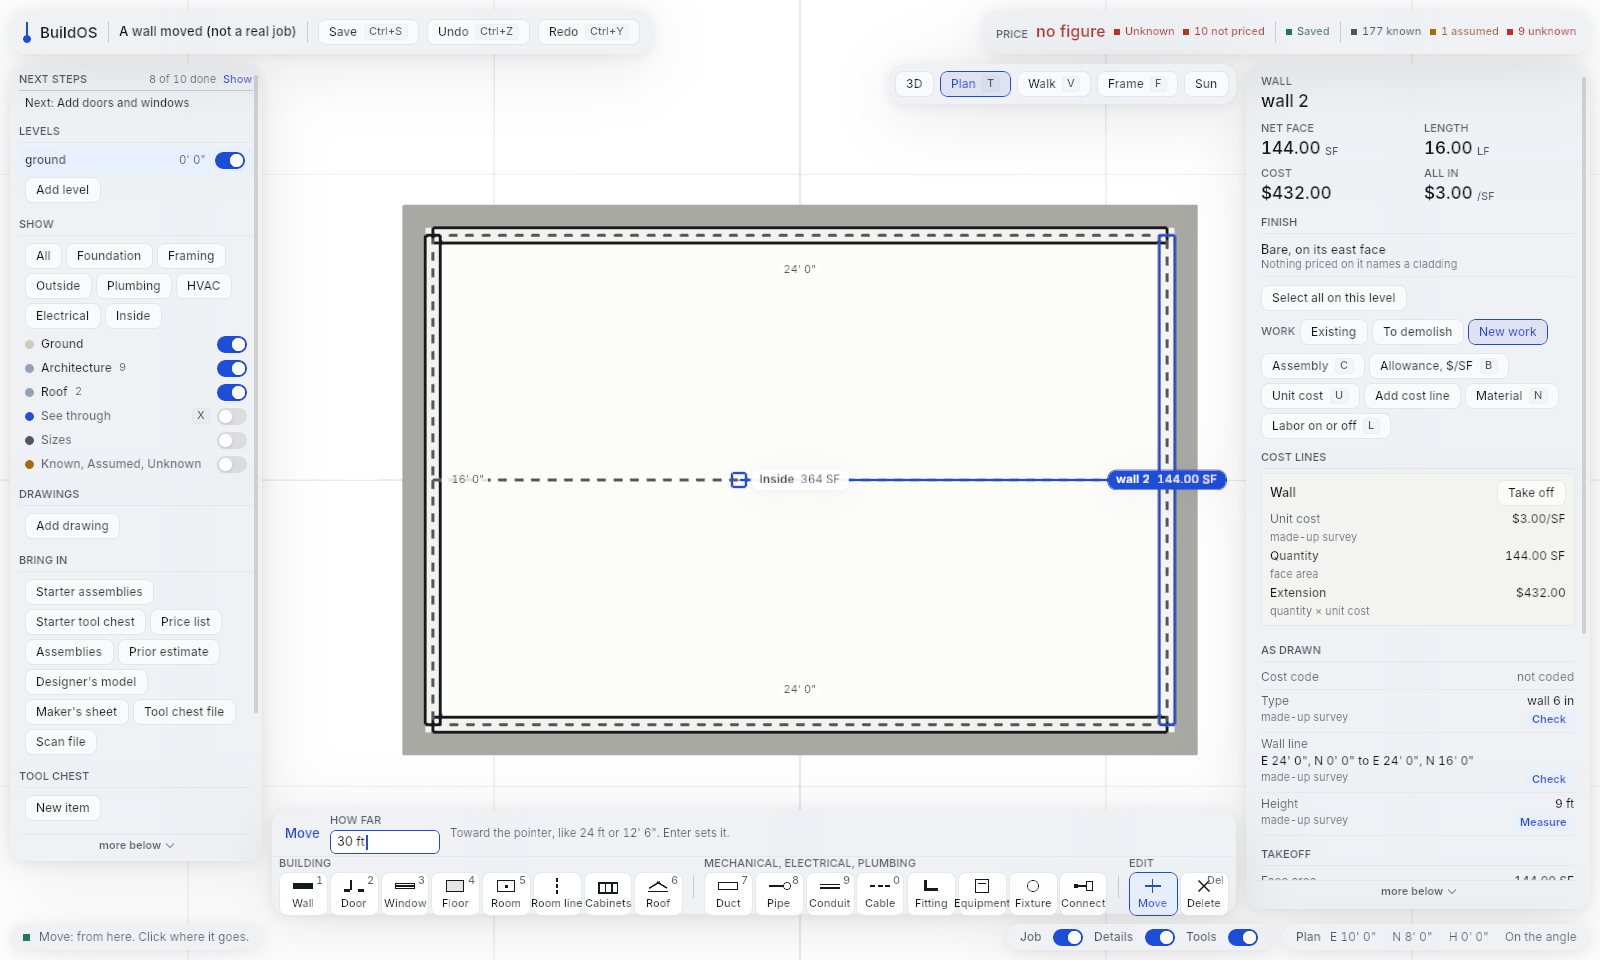 BuildOS
A wall moved (not a real job)
Save Ctrl+S
Undo Ctrl+Z
Redo Ctrl+Y
PRICE no figure Unknown 10 not priced Saved 177 known 1 assumed 9 unknown
3D
Plan T
Walk V
Frame F
Sun
NEXT STEPS 8 of 10 done Show
Next: Add doors and windows
LEVELS
ground 0' 0"
Add level
SHOW
All Foundation Framing
Outside Plumbing HVAC
Electrical Inside
Ground
Architecture 9
Roof 2
See through X
Sizes
Known, Assumed, Unknown
DRAWINGS
Add drawing
BRING IN
Starter assemblies
Starter tool chest Price list
Assemblies Prior estimate
Designer's model
Maker's sheet Tool chest file
Scan file
TOOL CHEST
New item
more below
24' 0"
16' 0"
Inside 364 SF
wall 2 144.00 SF
24' 0"
WALL
wall 2
NET FACE LENGTH
144.00 SF 16.00 LF
COST ALL IN
$432.00 $3.00 /SF
FINISH
Bare, on its east face
Nothing priced on it names a cladding
Select all on this level
WORK Existing To demolish New work
Assembly C Allowance, $/SF B
Unit cost U Add cost line Material N
Labor on or off L
COST LINES
Wall Take off
Unit cost $3.00/SF
made-up survey
Quantity 144.00 SF
face area
Extension $432.00
quantity × unit cost
AS DRAWN
Cost code not coded
Type wall 6 in
made-up survey Check
Wall line
E 24' 0", N 0' 0" to E 24' 0", N 16' 0"
made-up survey Check
Height 9 ft
made-up survey Measure
TAKEOFF
Face area 144.00 SF
more below
Move
HOW FAR
30 ft
Toward the pointer, like 24 ft or 12' 6". Enter sets it.
BUILDING
1 2 3 4 5 6
Wall Door Window Floor Room Room line Cabinets Roof
MECHANICAL, ELECTRICAL, PLUMBING
7 8 9 0
Duct Pipe Conduit Cable Fitting Equipment Fixture Connect
EDIT
Del
Move Delete
Move: from here. Click where it goes.
Job Details Tools
Plan E 10' 0" N 8' 0" H 0' 0" On the angle